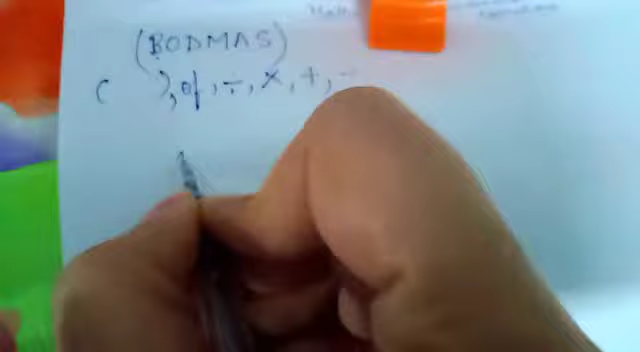 (BODMAS)
( ), of, ÷, ×, +, -